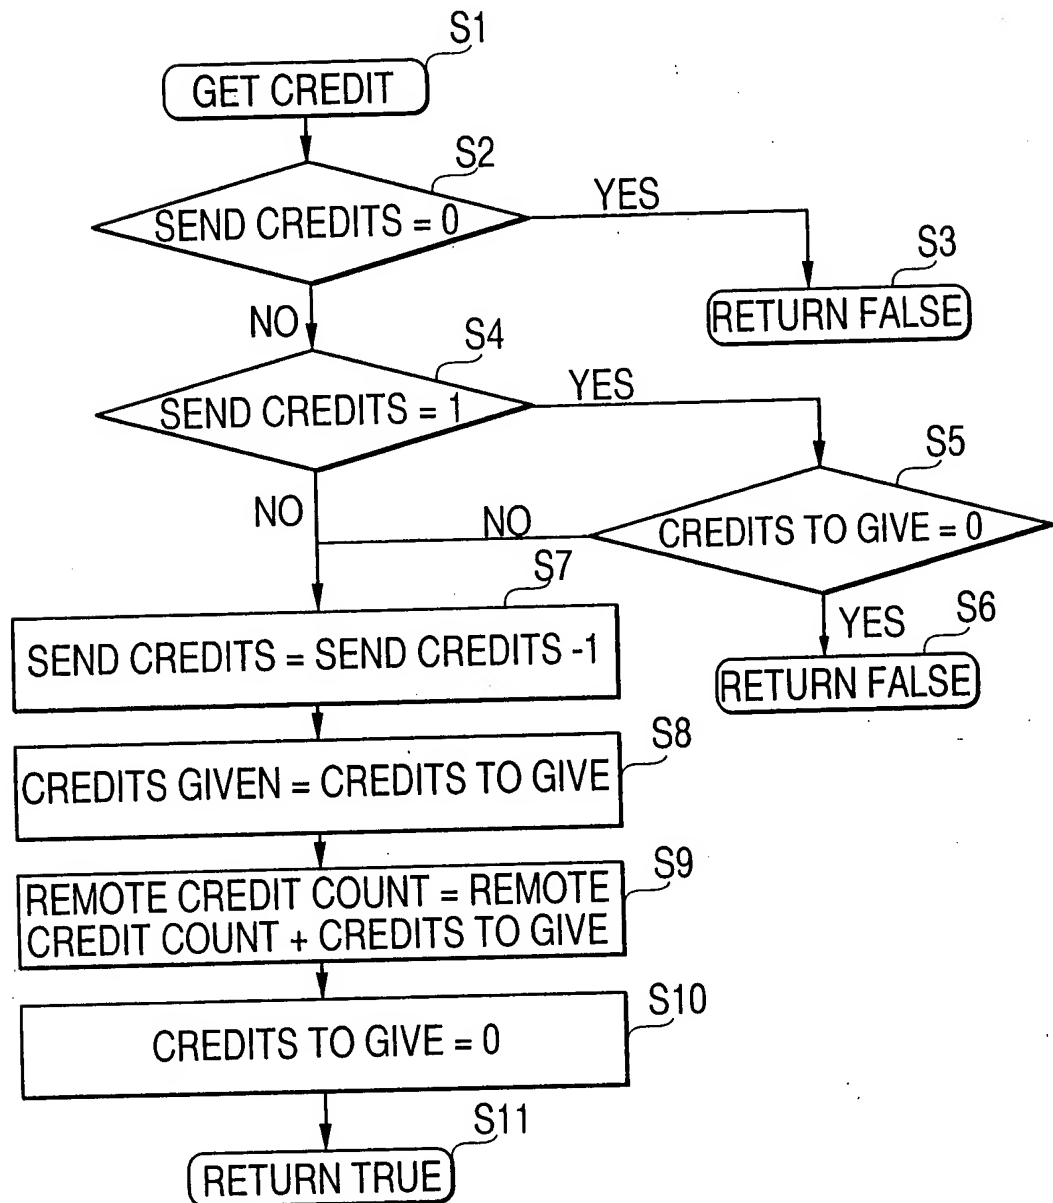 S1
GET CREDIT
S2
SEND CREDITS = 0
YES
S3
RETURN FALSE
NO
S4
SEND CREDITS = 1
YES
S5
CREDITS TO GIVE = 0
NO
NO
S7
SEND CREDITS = SEND CREDITS -1
YES
S6
RETURN FALSE
S8
CREDITS GIVEN = CREDITS TO GIVE
S9
REMOTE CREDIT COUNT = REMOTE
CREDIT COUNT + CREDITS TO GIVE
S10
CREDITS TO GIVE = 0
S11
RETURN TRUE